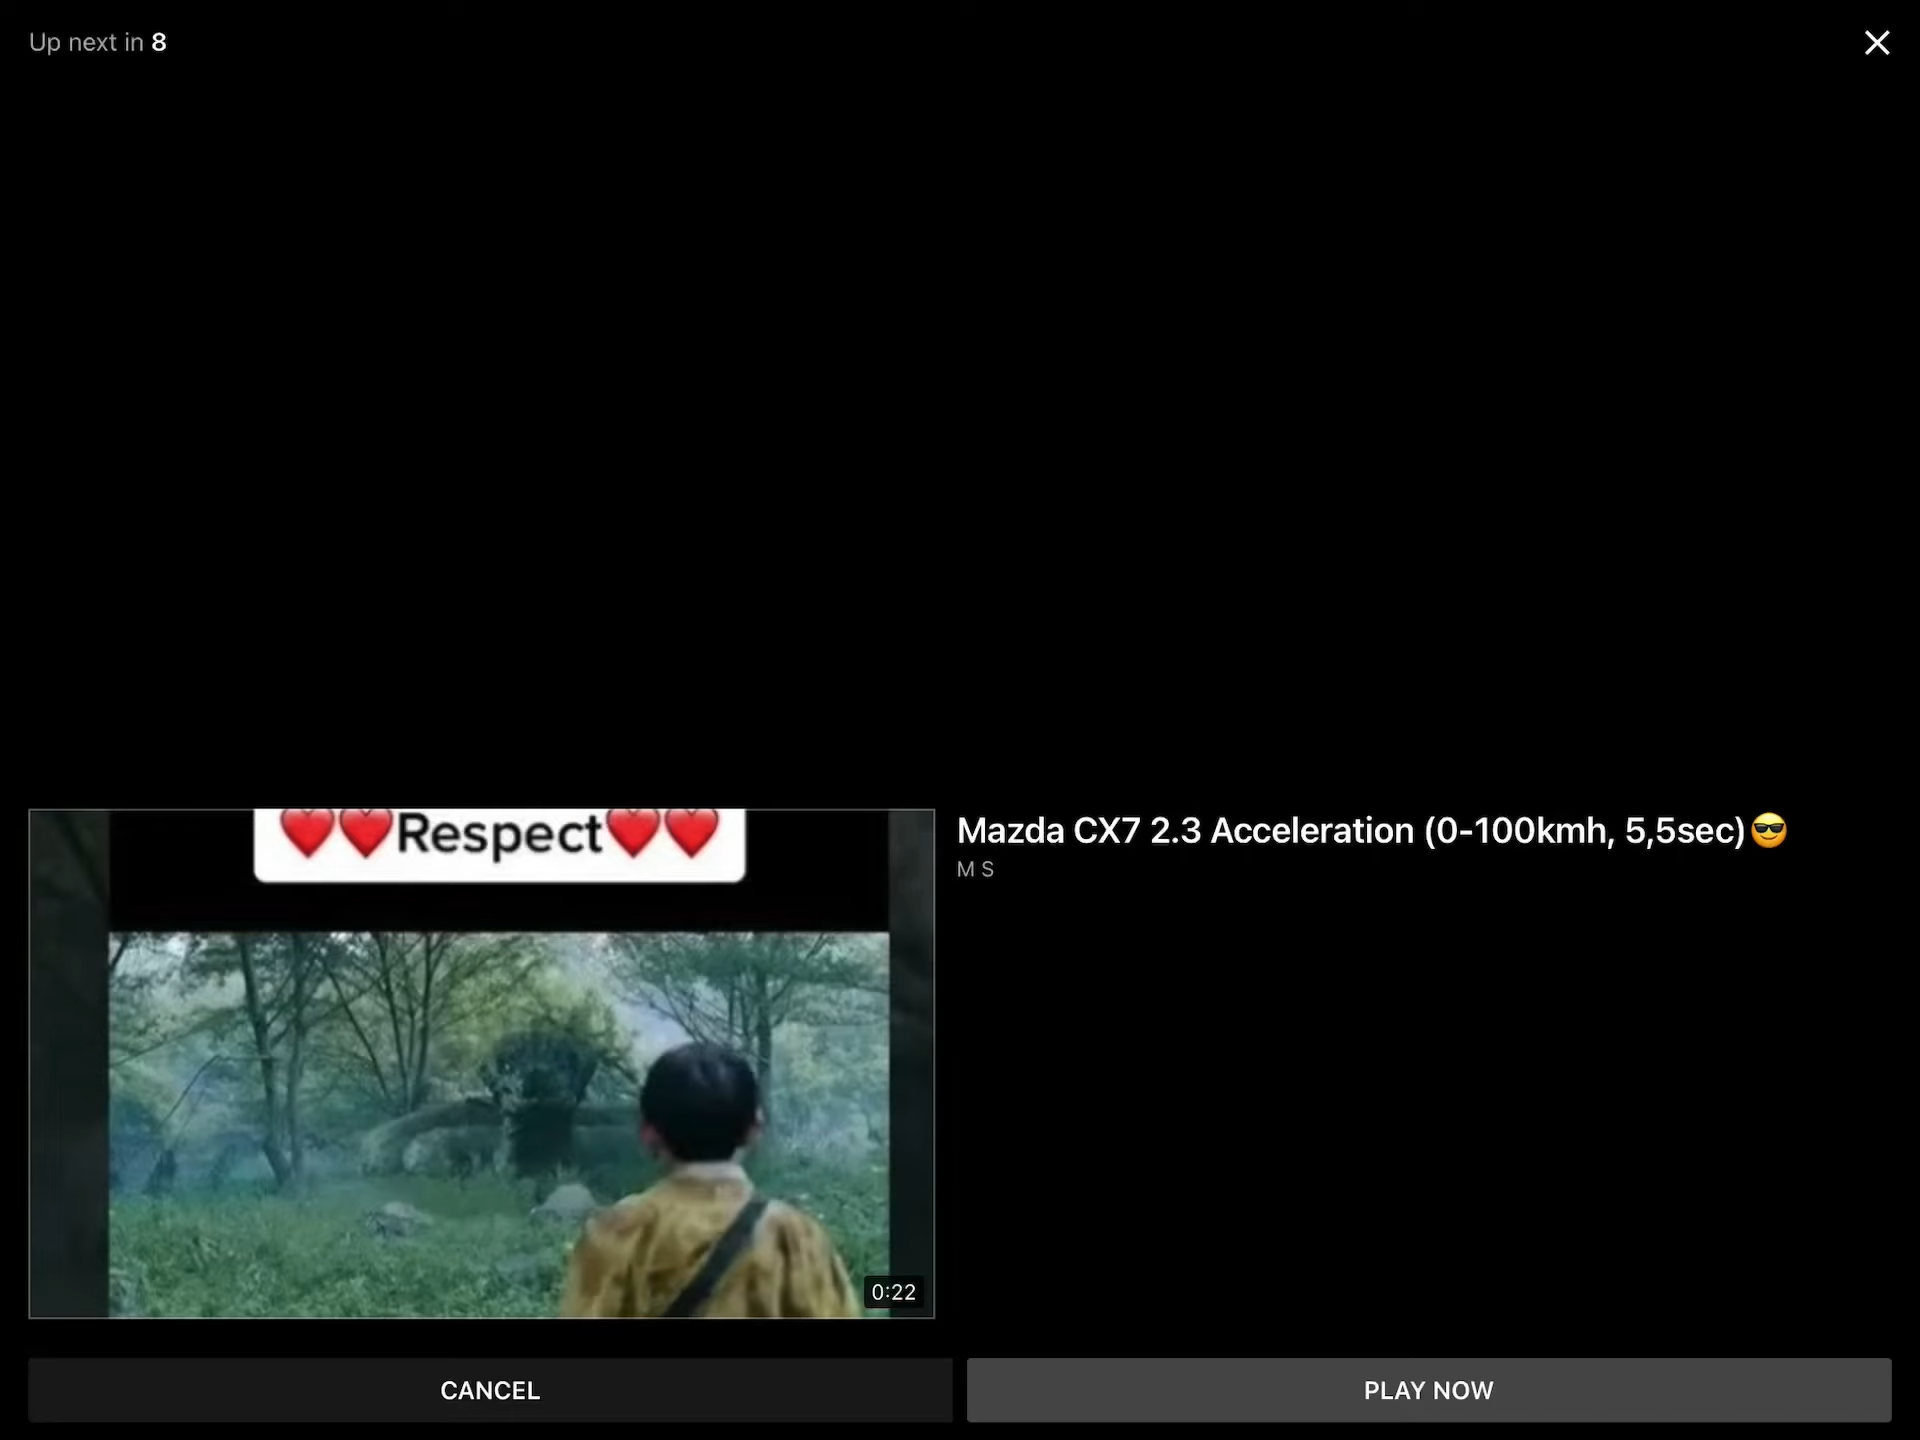 Up next in 8
❤️❤️Respect❤️❤️
Mazda CX7 2.3 Acceleration (0-100kmh, 5,5sec)😎
M S
0:22
CANCEL
PLAY NOW